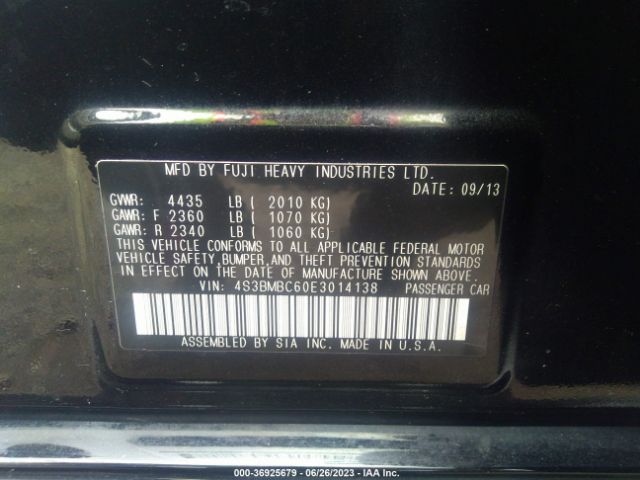 MFD BY FUJI HEAVY INDUSTRIES LTD.
DATE: 09/13
GVWR: 4435 LB ( 2010 KG)
GAWR: F 2360 LB ( 1070 KG)
GAWR: R 2340 LB ( 1060 KG)
THIS VEHICLE CONFORMS TO ALL APPLICABLE FEDERAL MOTOR
VEHICLE SAFETY, BUMPER, AND THEFT PREVENTION STANDARDS
IN EFFECT ON THE DATE OF MANUFACTURE SHOWN ABOVE.
VIN: 4S3BMBC60E3014138 PASSENGER CAR
ASSEMBLED BY SIA INC. MADE IN U.S.A.
000-36925679 - 06/26/2023 - IAA Inc.